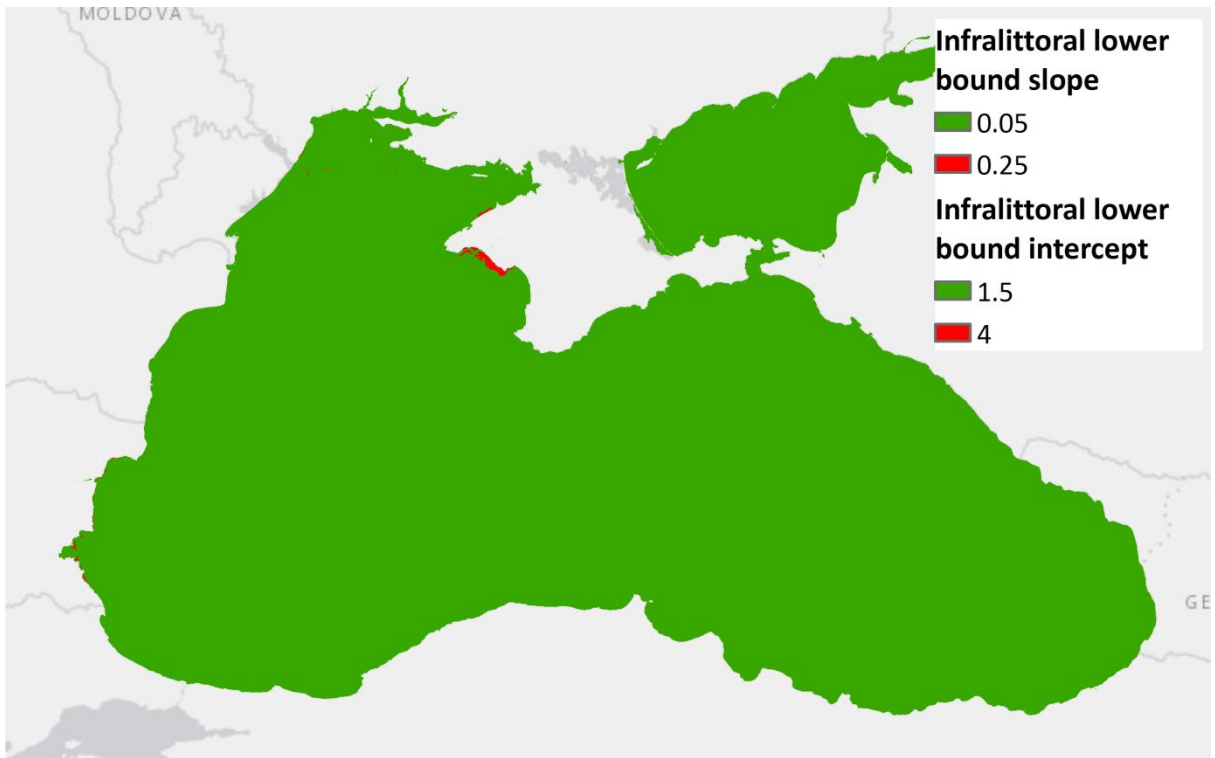 MOLDOVA
Infralittoral lower
bound slope
0.05
0.25
Infralittoral lower
bound intercept
1.5
4
GE